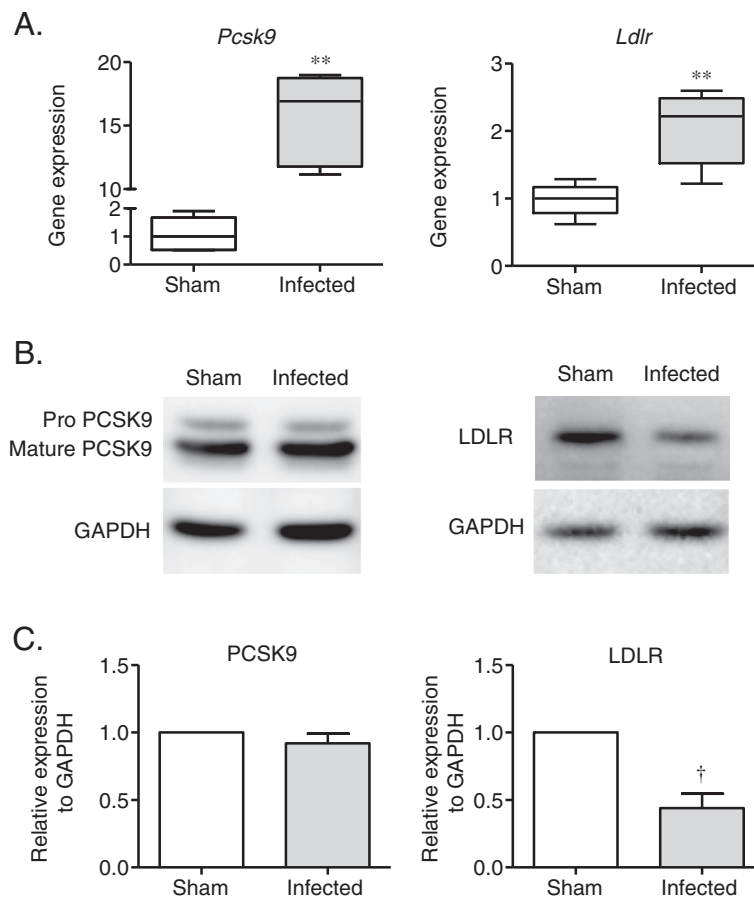 A.
Pcsk9
Gene expression
20
15
10
2
1
0
**
Sham Infected
Ldlr
Gene expression
3
2
1
0
**
Sham Infected
B.
Sham Infected
Pro PCSK9
Mature PCSK9
GAPDH
Sham Infected
LDLR
GAPDH
C.
PCSK9
Relative expression
to GAPDH
1.5
1.0
0.5
0.0
Sham Infected
LDLR
Relative expression
to GAPDH
1.5
1.0
0.5
0.0
†
Sham Infected